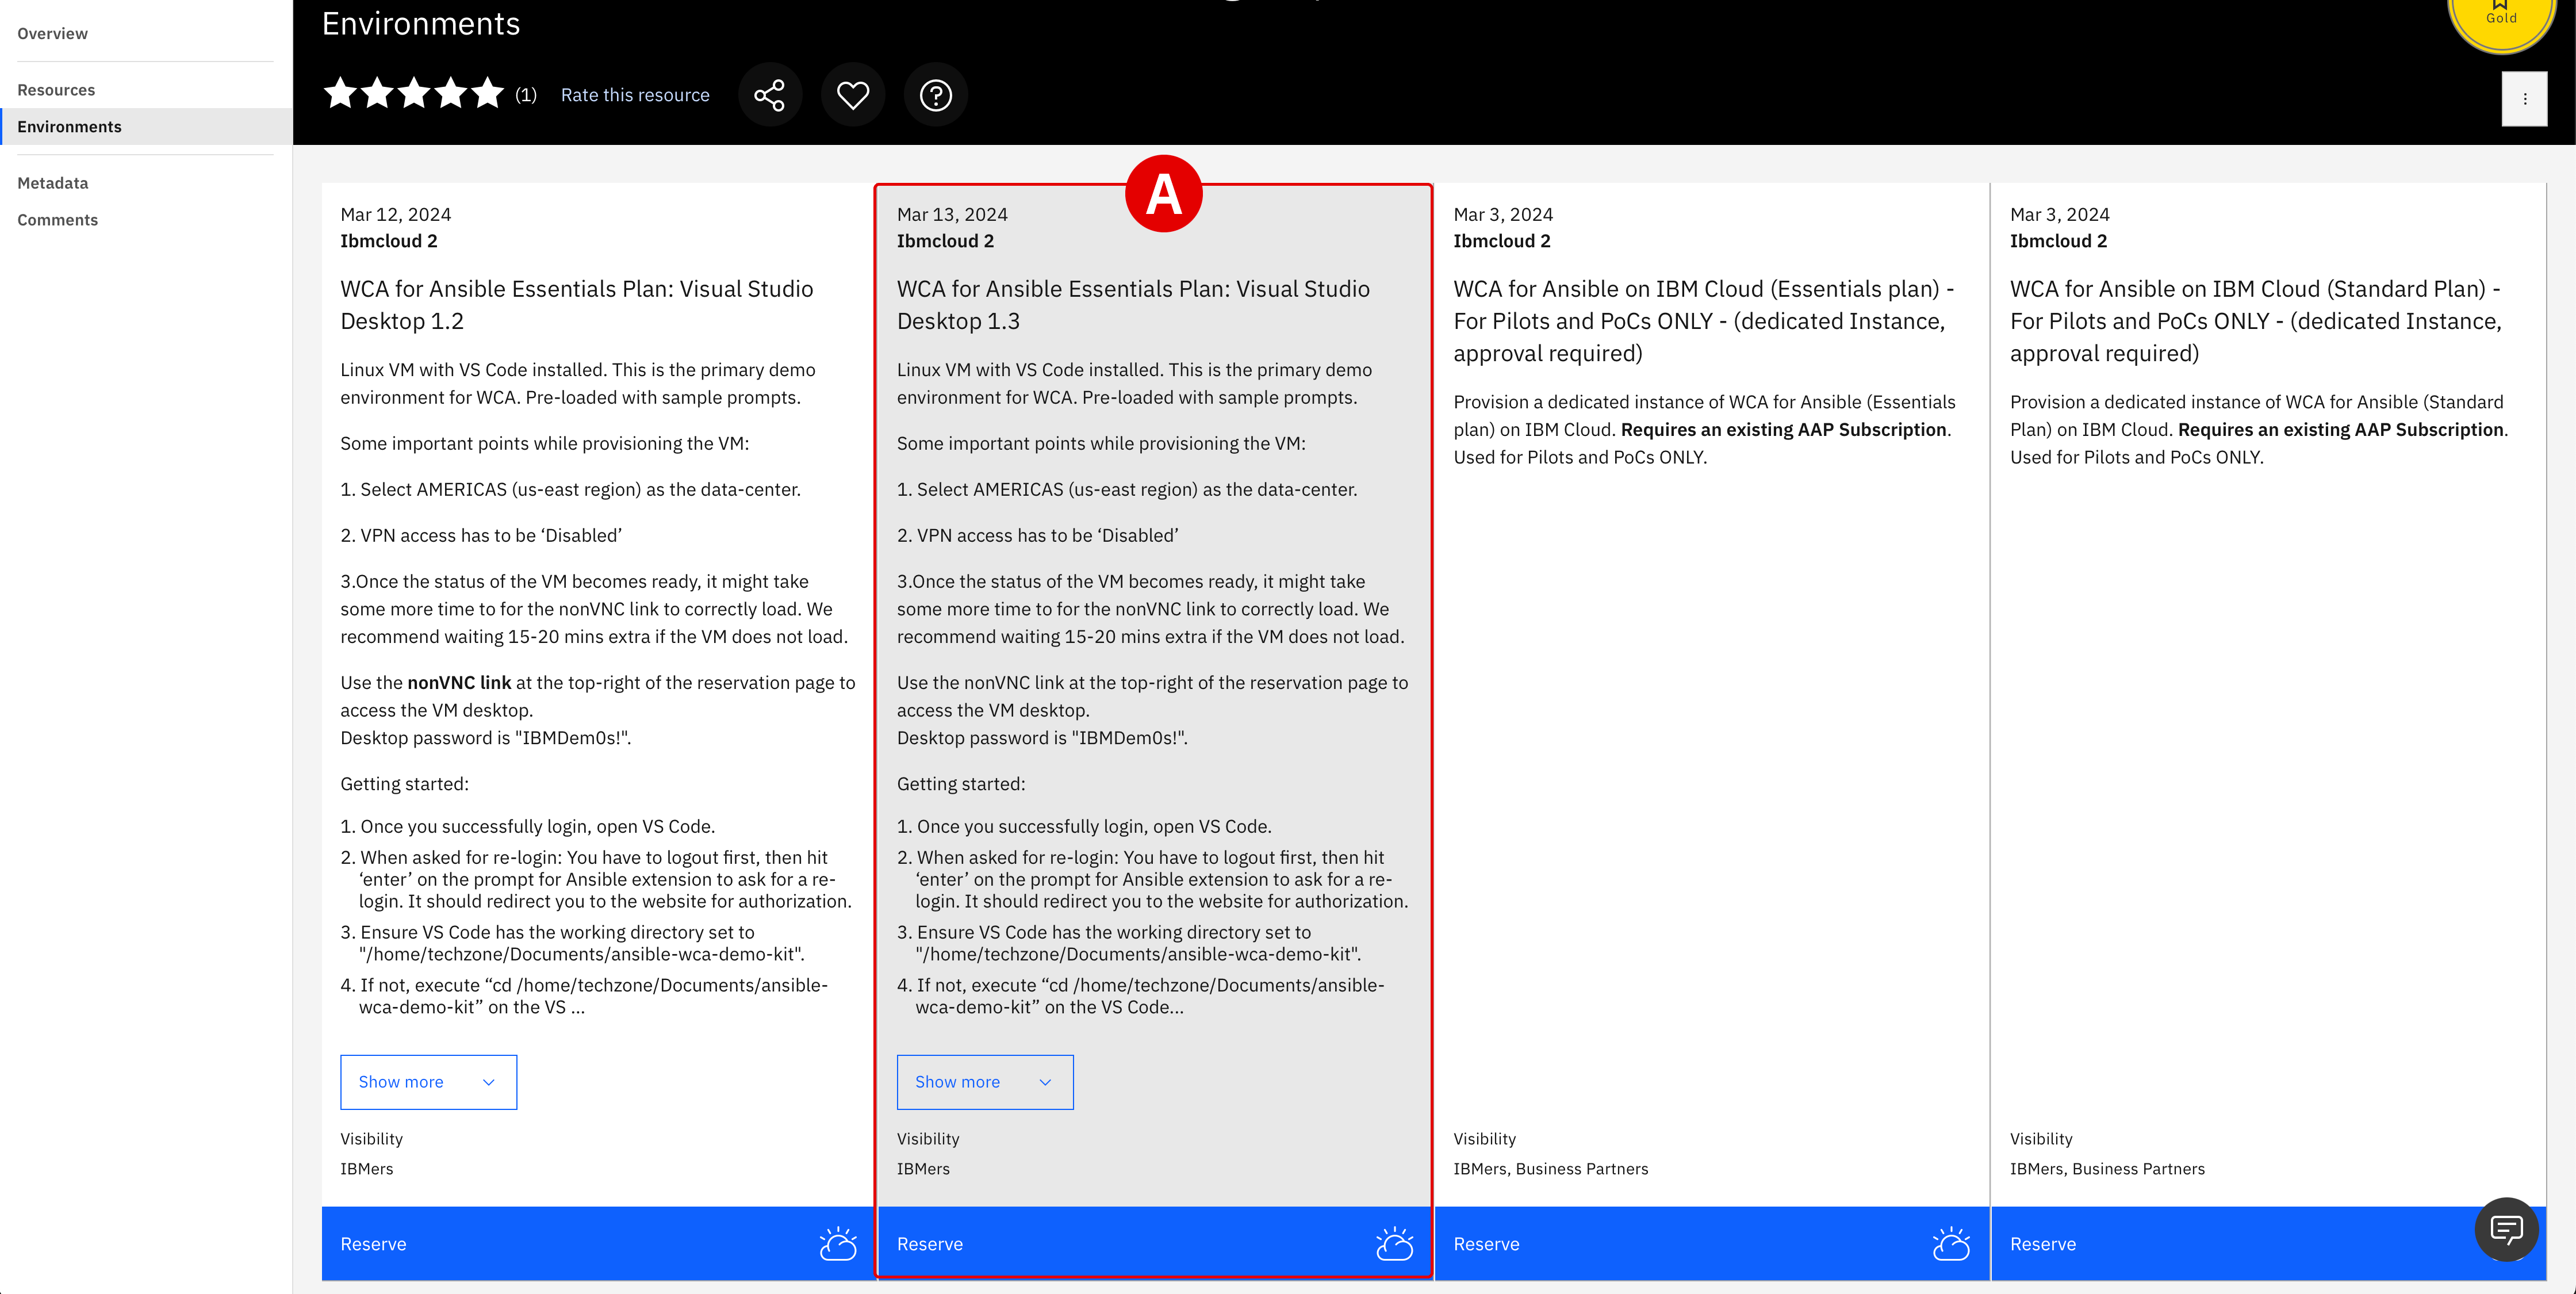 Overview
Resources
Environments
Metadata
Comments
Environments
(1)
Rate this resource
Gold
A
Mar 12, 2024
Ibmcloud 2
WCA for Ansible Essentials Plan: Visual Studio
Desktop 1.2
Linux VM with VS Code installed. This is the primary demo
environment for WCA. Pre-loaded with sample prompts.
Some important points while provisioning the VM:
1. Select AMERICAS (us-east region) as the data-center.
2. VPN access has to be ‘Disabled’
3.Once the status of the VM becomes ready, it might take
some more time to for the nonVNC link to correctly load. We
recommend waiting 15-20 mins extra if the VM does not load.
Use the nonVNC link at the top-right of the reservation page to
access the VM desktop.
Desktop password is "IBMDem0s!".
Getting started:
1. Once you successfully login, open VS Code.
2. When asked for re-login: You have to logout first, then hit
‘enter’ on the prompt for Ansible extension to ask for a re-
login. It should redirect you to the website for authorization.
3. Ensure VS Code has the working directory set to
"/home/techzone/Documents/ansible-wca-demo-kit".
4. If not, execute “cd /home/techzone/Documents/ansible-
wca-demo-kit” on the VS ...
Show more
Visibility
IBMers
Reserve
Mar 13, 2024
Ibmcloud 2
WCA for Ansible Essentials Plan: Visual Studio
Desktop 1.3
Linux VM with VS Code installed. This is the primary demo
environment for WCA. Pre-loaded with sample prompts.
Some important points while provisioning the VM:
1. Select AMERICAS (us-east region) as the data-center.
2. VPN access has to be ‘Disabled’
3.Once the status of the VM becomes ready, it might take
some more time to for the nonVNC link to correctly load. We
recommend waiting 15-20 mins extra if the VM does not load.
Use the nonVNC link at the top-right of the reservation page to
access the VM desktop.
Desktop password is "IBMDem0s!".
Getting started:
1. Once you successfully login, open VS Code.
2. When asked for re-login: You have to logout first, then hit
‘enter’ on the prompt for Ansible extension to ask for a re-
login. It should redirect you to the website for authorization.
3. Ensure VS Code has the working directory set to
"/home/techzone/Documents/ansible-wca-demo-kit".
4. If not, execute “cd /home/techzone/Documents/ansible-
wca-demo-kit” on the VS Code...
Show more
Visibility
IBMers
Reserve
Mar 3, 2024
Ibmcloud 2
WCA for Ansible on IBM Cloud (Essentials plan) -
For Pilots and PoCs ONLY - (dedicated Instance,
approval required)
Provision a dedicated instance of WCA for Ansible (Essentials
plan) on IBM Cloud. Requires an existing AAP Subscription.
Used for Pilots and PoCs ONLY.
Visibility
IBMers, Business Partners
Reserve
Mar 3, 2024
Ibmcloud 2
WCA for Ansible on IBM Cloud (Standard Plan) -
For Pilots and PoCs ONLY - (dedicated Instance,
approval required)
Provision a dedicated instance of WCA for Ansible (Standard
Plan) on IBM Cloud. Requires an existing AAP Subscription.
Used for Pilots and PoCs ONLY.
Visibility
IBMers, Business Partners
Reserve